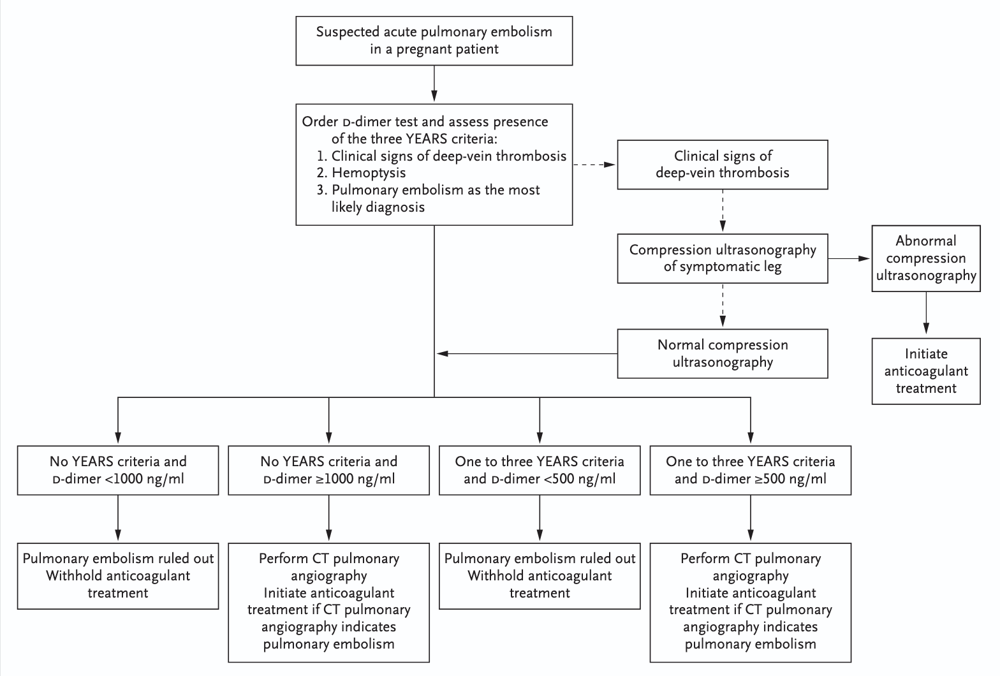 Suspected acute pulmonary embolism
in a pregnant patient
Order D-dimer test and assess presence
of the three YEARS criteria:
1. Clinical signs of deep-vein thrombosis
2. Hemoptysis
3. Pulmonary embolism as the most
likely diagnosis
Clinical signs of
deep-vein thrombosis
Compression ultrasonography
of symptomatic leg
Abnormal
compression
ultrasonography
Normal compression
ultrasonography
Initiate
anticoagulant
treatment
No YEARS criteria and
D-dimer <1000 ng/ml
No YEARS criteria and
D-dimer ≥1000 ng/ml
One to three YEARS criteria
and D-dimer <500 ng/ml
One to three YEARS criteria
and D-dimer ≥500 ng/ml
Pulmonary embolism ruled out
Withhold anticoagulant
treatment
Perform CT pulmonary
angiography
Initiate anticoagulant
treatment if CT pulmonary
angiography indicates
pulmonary embolism
Pulmonary embolism ruled out
Withhold anticoagulant
treatment
Perform CT pulmonary
angiography
Initiate anticoagulant
treatment if CT pulmonary
angiography indicates
pulmonary embolism